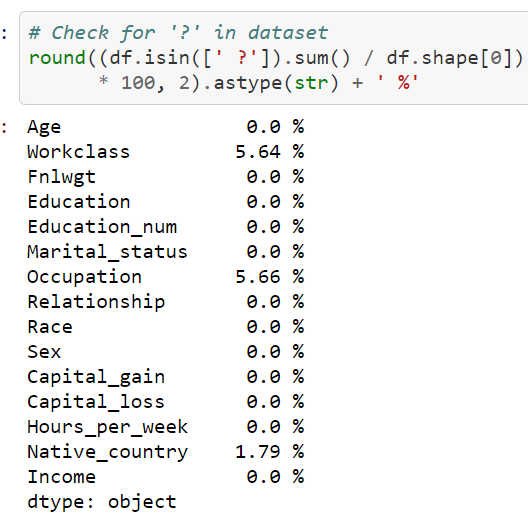 : # Check for '?' in dataset
round((df.isin([' ?']).sum() / df.shape[0])
* 100, 2).astype(str) + ' %'
: Age 0.0 %
Workclass 5.64 %
Fnlwgt 0.0 %
Education 0.0 %
Education_num 0.0 %
Marital_status 0.0 %
Occupation 5.66 %
Relationship 0.0 %
Race 0.0 %
Sex 0.0 %
Capital_gain 0.0 %
Capital_loss 0.0 %
Hours_per_week 0.0 %
Native_country 1.79 %
Income 0.0 %
dtype: object